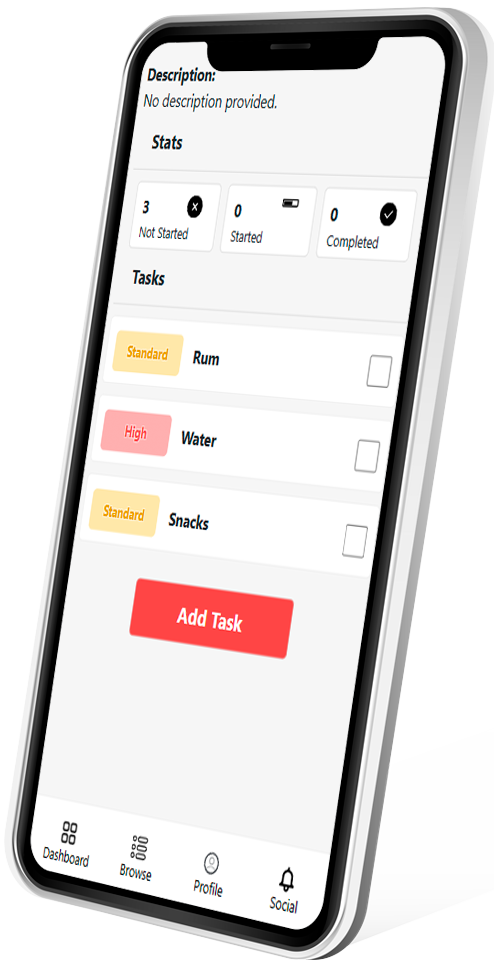 Description:
No description provided.
Stats
3
Not Started
0
Started
0
Completed
Tasks
Standard Rum
High Water
Standard Snacks
Add Task
Dashboard Browse Profile Social